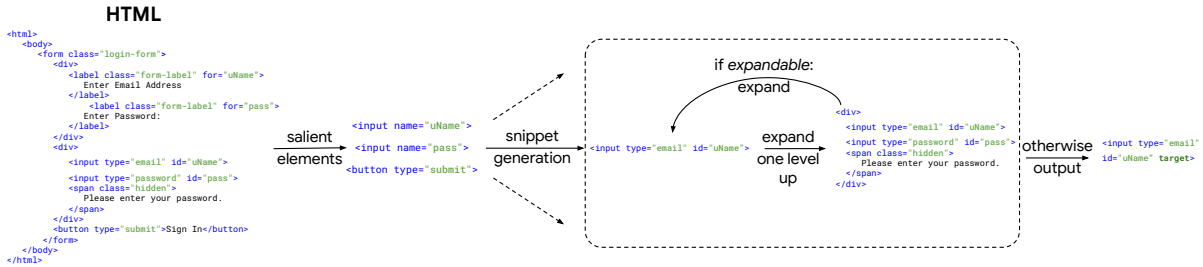 HTML
<html>
<body>
<form class="login-form">
<div>
<label class="form-label" for="uName">
Enter Email Address
</label>
<label class="form-label" for="pass">
Enter Password:
</label>
</div>
<div>
<input type="email" id="uName">
<input type="password" id="pass">
<span class="hidden">
Please enter your password.
</span>
</div>
<button type="submit">Sign In</button>
</form>
</body>
</html>
salient
elements
<input name="uName">
<input name="pass">
<button type="submit">
snippet
generation
<input type="email" id="uName">
if expandable:
expand
expand
one level
up
<div>
<input type="email" id="uName">
<input type="password" id="pass">
<span class="hidden">
Please enter your password.
</span>
</div>
otherwise
output
<input type="email"
id="uName" target>